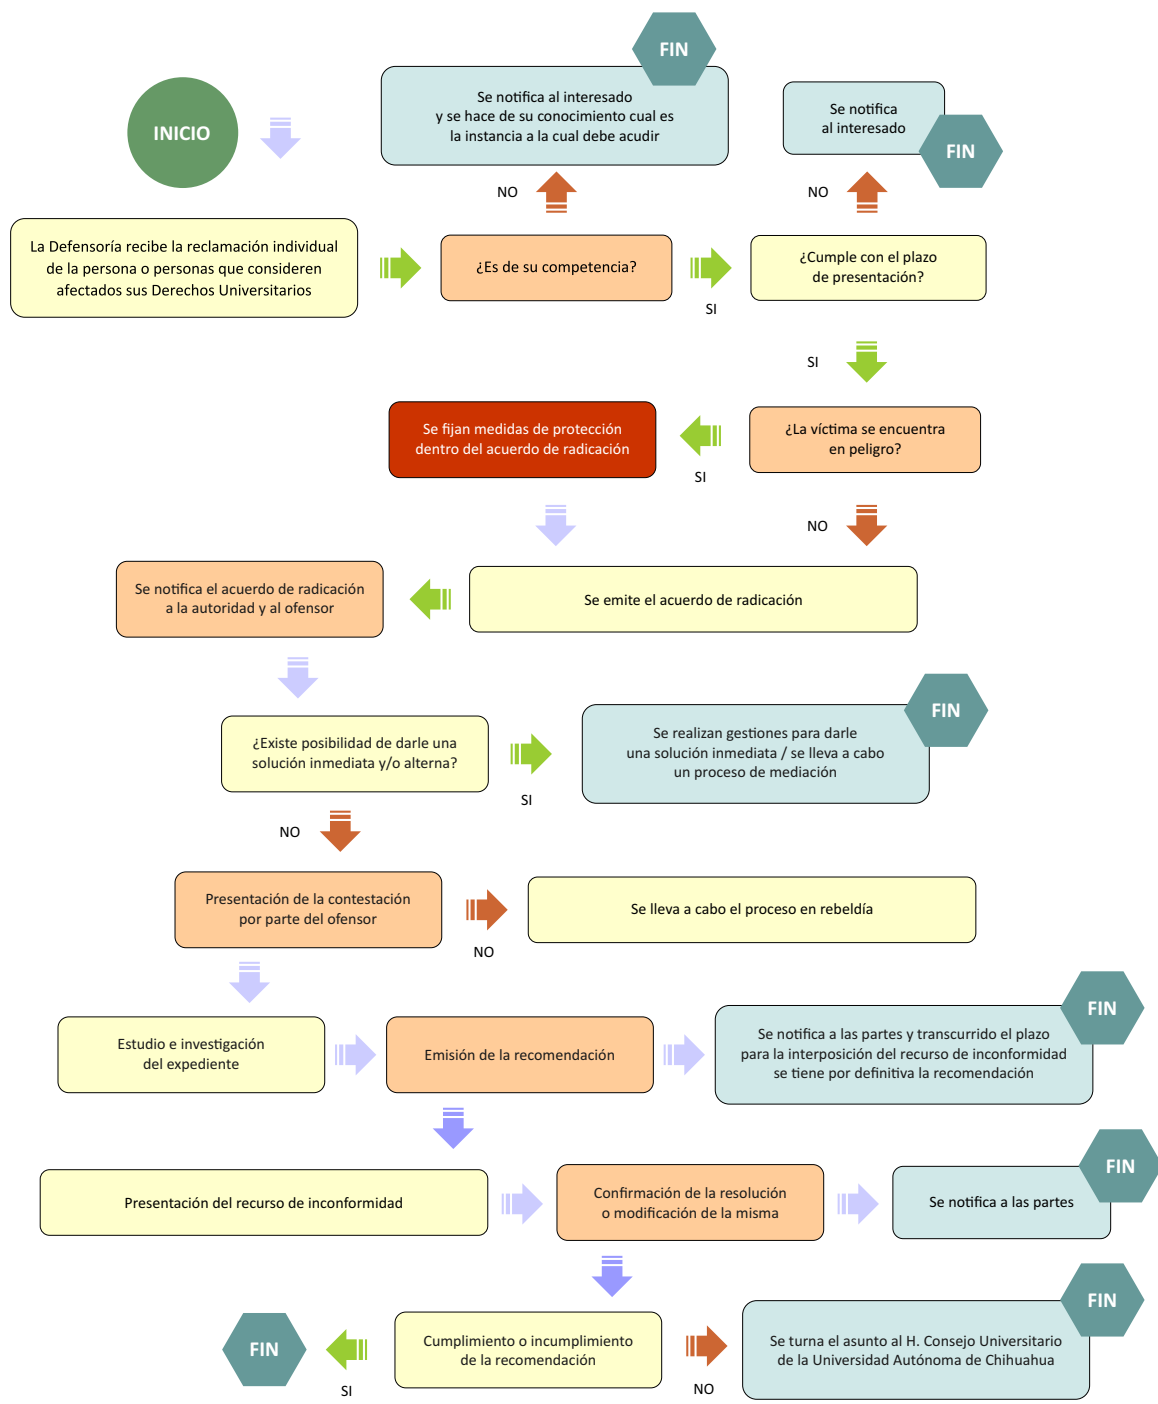 FIN
Se notifica al interesado
y se hace de su conocimiento cual es
la instancia a la cual debe acudir
INICIO
Se notifica
al interesado
FIN
NO
NO
La Defensoría recibe la reclamación individual
de la persona o personas que consideren
afectados sus Derechos Universitarios
¿Es de su competencia?
SI
¿Cumple con el plazo
de presentación?
SI
Se fijan medidas de protección
dentro del acuerdo de radicación
SI
¿La víctima se encuentra
en peligro?
NO
Se notifica el acuerdo de radicación
a la autoridad y al ofensor
Se emite el acuerdo de radicación
¿Existe posibilidad de darle una
solución inmediata y/o alterna?
SI
FIN
Se realizan gestiones para darle
una solución inmediata / se lleva a cabo
un proceso de mediación
NO
Presentación de la contestación
por parte del ofensor
NO
Se lleva a cabo el proceso en rebeldía
Estudio e investigación
del expediente
Emisión de la recomendación
FIN
Se notifica a las partes y transcurrido el plazo
para la interposición del recurso de inconformidad
se tiene por definitiva la recomendación
Presentación del recurso de inconformidad
Confirmación de la resolución
o modificación de la misma
FIN
Se notifica a las partes
FIN
SI
Cumplimiento o incumplimiento
de la recomendación
NO
FIN
Se turna el asunto al H. Consejo Universitario
de la Universidad Autónoma de Chihuahua